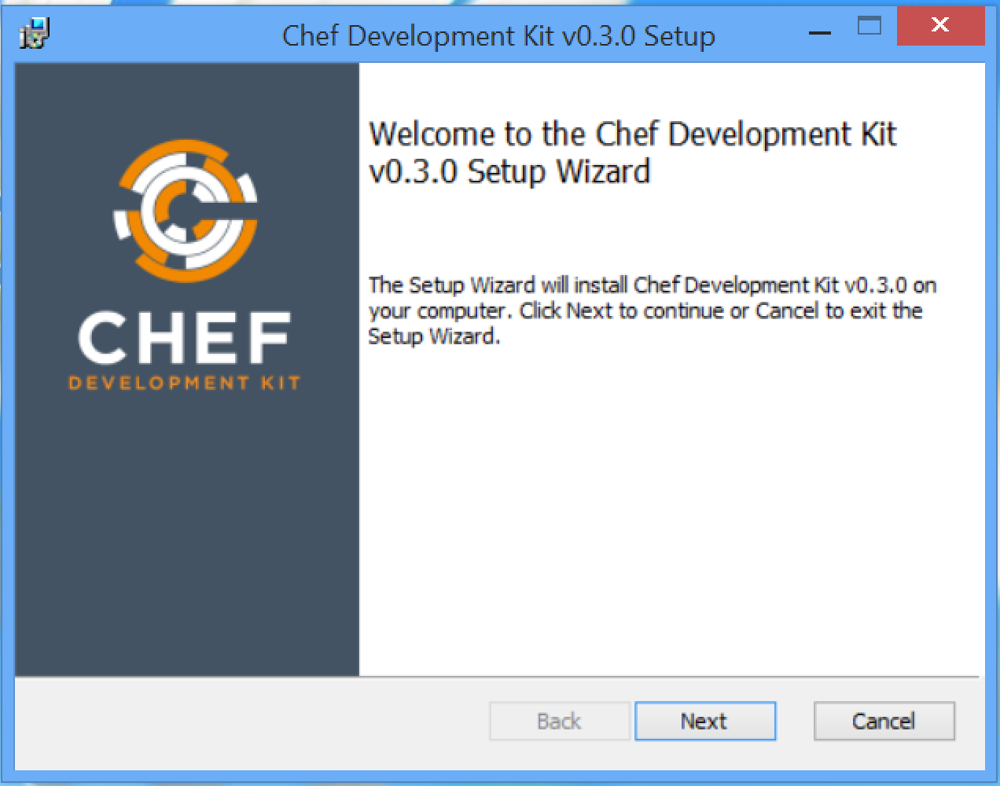 Chef Development Kit v0.3.0 Setup
CHEF
DEVELOPMENT KIT
Welcome to the Chef Development Kit
v0.3.0 Setup Wizard
The Setup Wizard will install Chef Development Kit v0.3.0 on
your computer. Click Next to continue or Cancel to exit the
Setup Wizard.
Back
Next
Cancel